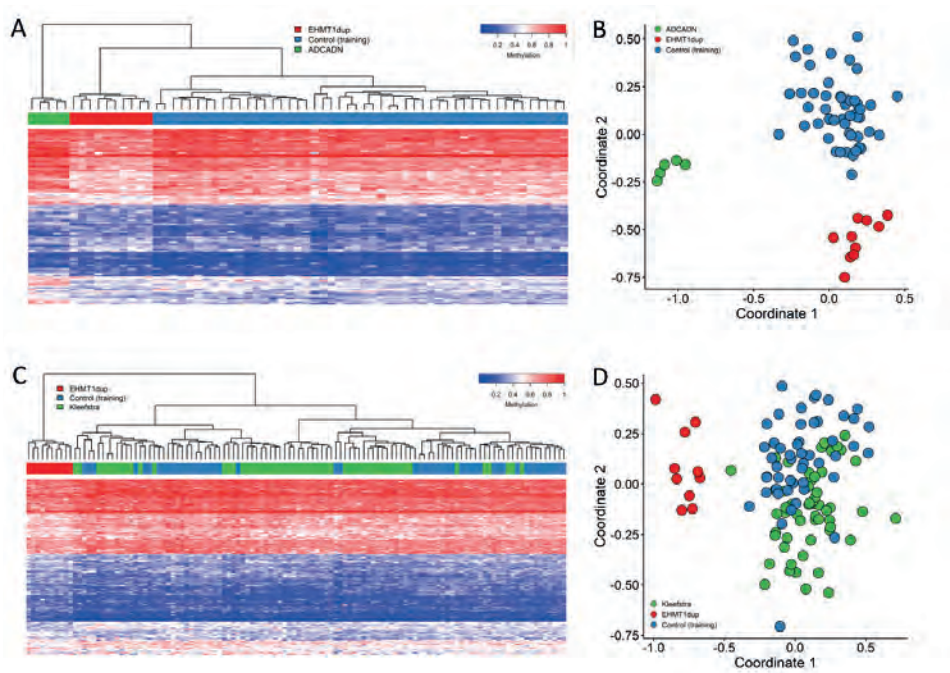 A
EHMT1dup
Control (training)
ADCADN
0.2 0.4 0.6 0.8 1
Methylation
B
ADCADN
EHMT1dup
Control (training)
0.50
0.25
0.00
-0.25
-0.50
-0.75
Coordinate 2
-1.0 -0.5 0.0 0.5
Coordinate 1
C
EHMT1dup
Control (training)
Kleefstra
0.2 0.4 0.6 0.8 1
Methylation
D
0.50
0.25
0.00
-0.25
-0.50
-0.75
Coordinate 2
Kleefstra
EHMT1dup
Control (training)
-1.0 -0.5 0.0 0.5
Coordinate 1